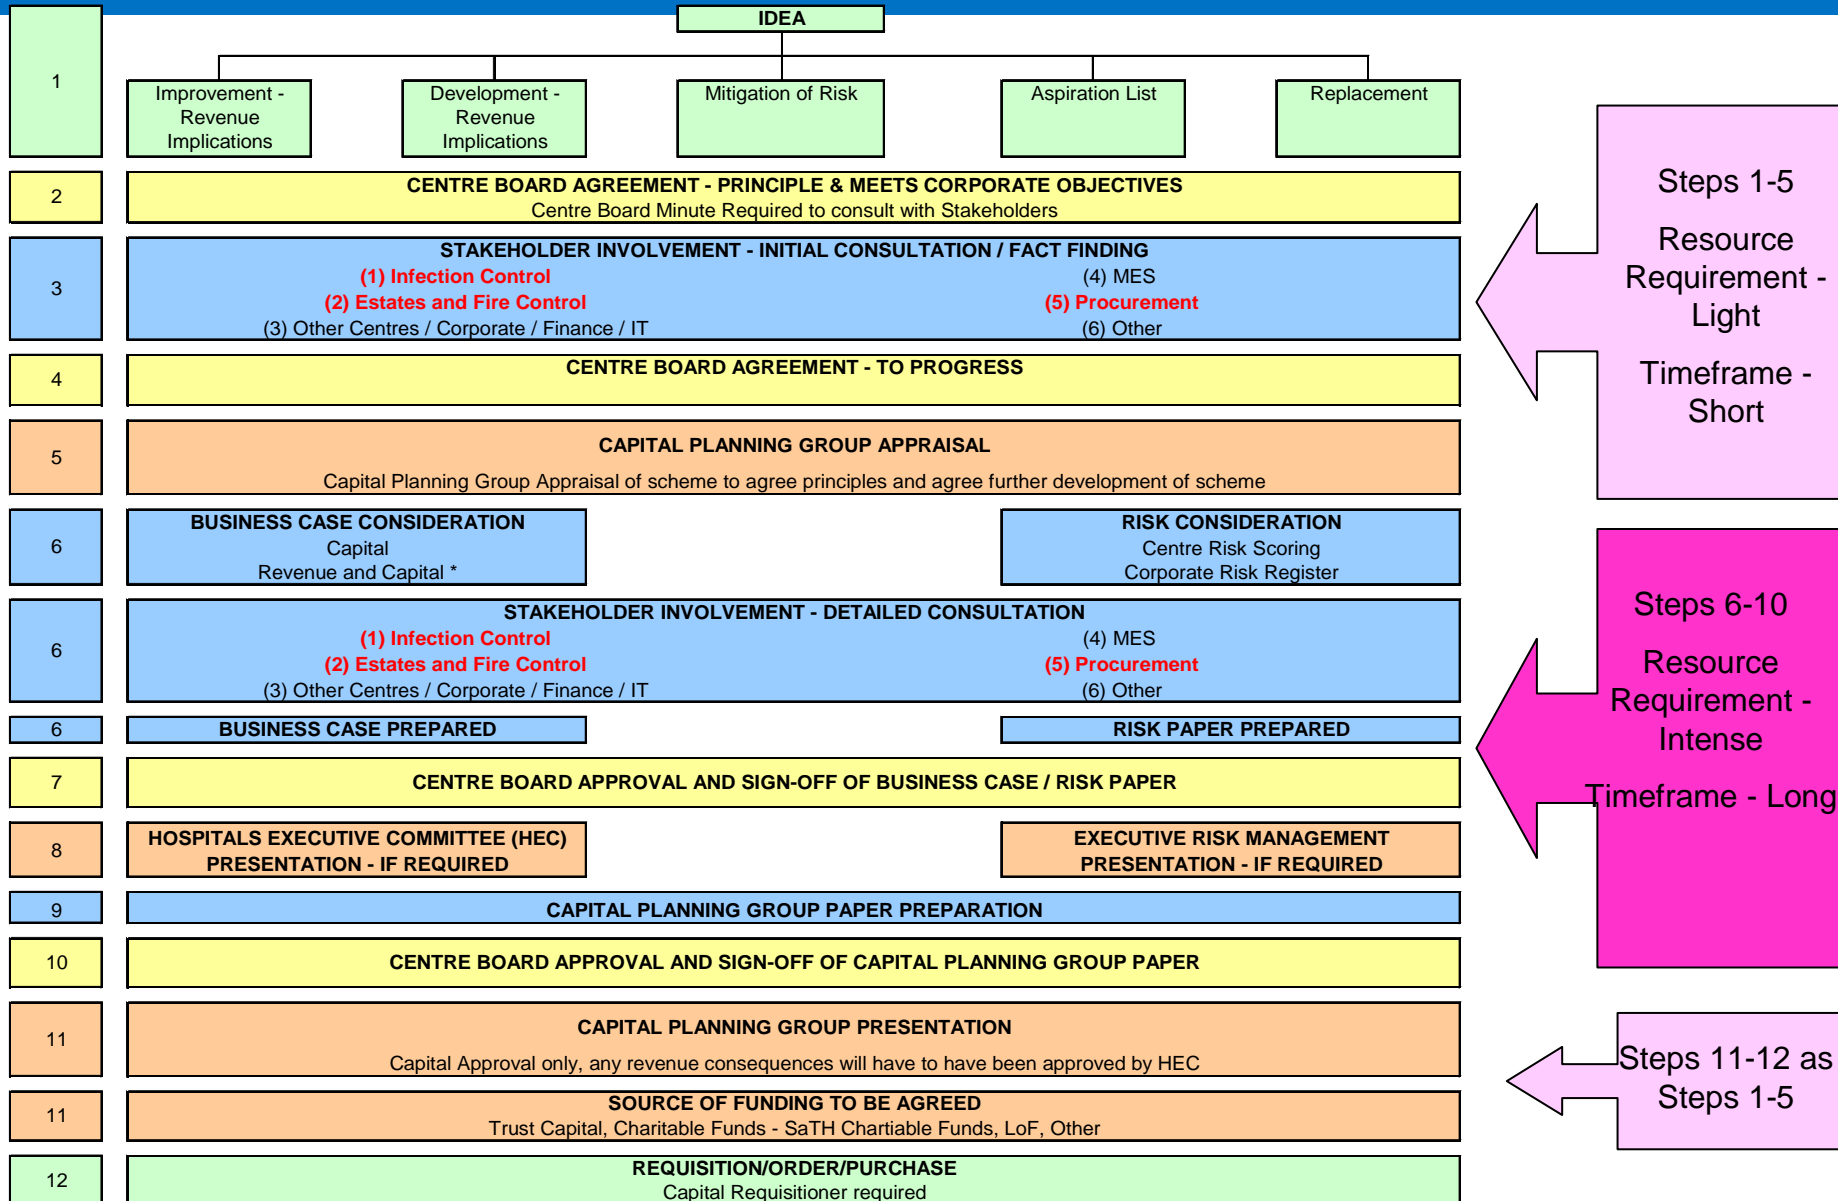 1
IDEA
Improvement -
Revenue
Implications
Development -
Revenue
Implications
Mitigation of Risk
Aspiration List
Replacement
2
CENTRE BOARD AGREEMENT - PRINCIPLE & MEETS CORPORATE OBJECTIVES
Centre Board Minute Required to consult with Stakeholders
3
STAKEHOLDER INVOLVEMENT - INITIAL CONSULTATION / FACT FINDING
(1) Infection Control
(4) MES
(2) Estates and Fire Control
(5) Procurement
(3) Other Centres / Corporate / Finance / IT
(6) Other
4
CENTRE BOARD AGREEMENT - TO PROGRESS
5
CAPITAL PLANNING GROUP APPRAISAL
Capital Planning Group Appraisal of scheme to agree principles and agree further development of scheme
Steps 1-5
Resource
Requirement -
Light
Timeframe -
Short
6
BUSINESS CASE CONSIDERATION
Capital
Revenue and Capital *
RISK CONSIDERATION
Centre Risk Scoring
Corporate Risk Register
6
STAKEHOLDER INVOLVEMENT - DETAILED CONSULTATION
(1) Infection Control
(4) MES
(2) Estates and Fire Control
(5) Procurement
(3) Other Centres / Corporate / Finance / IT
(6) Other
6
BUSINESS CASE PREPARED
RISK PAPER PREPARED
7
CENTRE BOARD APPROVAL AND SIGN-OFF OF BUSINESS CASE / RISK PAPER
8
HOSPITALS EXECUTIVE COMMITTEE (HEC)
PRESENTATION - IF REQUIRED
EXECUTIVE RISK MANAGEMENT
PRESENTATION - IF REQUIRED
9
CAPITAL PLANNING GROUP PAPER PREPARATION
10
CENTRE BOARD APPROVAL AND SIGN-OFF OF CAPITAL PLANNING GROUP PAPER
Steps 6-10
Resource
Requirement -
Intense
Timeframe - Long
11
CAPITAL PLANNING GROUP PRESENTATION
Capital Approval only, any revenue consequences will have to have been approved by HEC
11
SOURCE OF FUNDING TO BE AGREED
Trust Capital, Charitable Funds - SaTH Chartiable Funds, LoF, Other
12
REQUISITION/ORDER/PURCHASE
Capital Requisitioner required
Steps 11-12 as
Steps 1-5